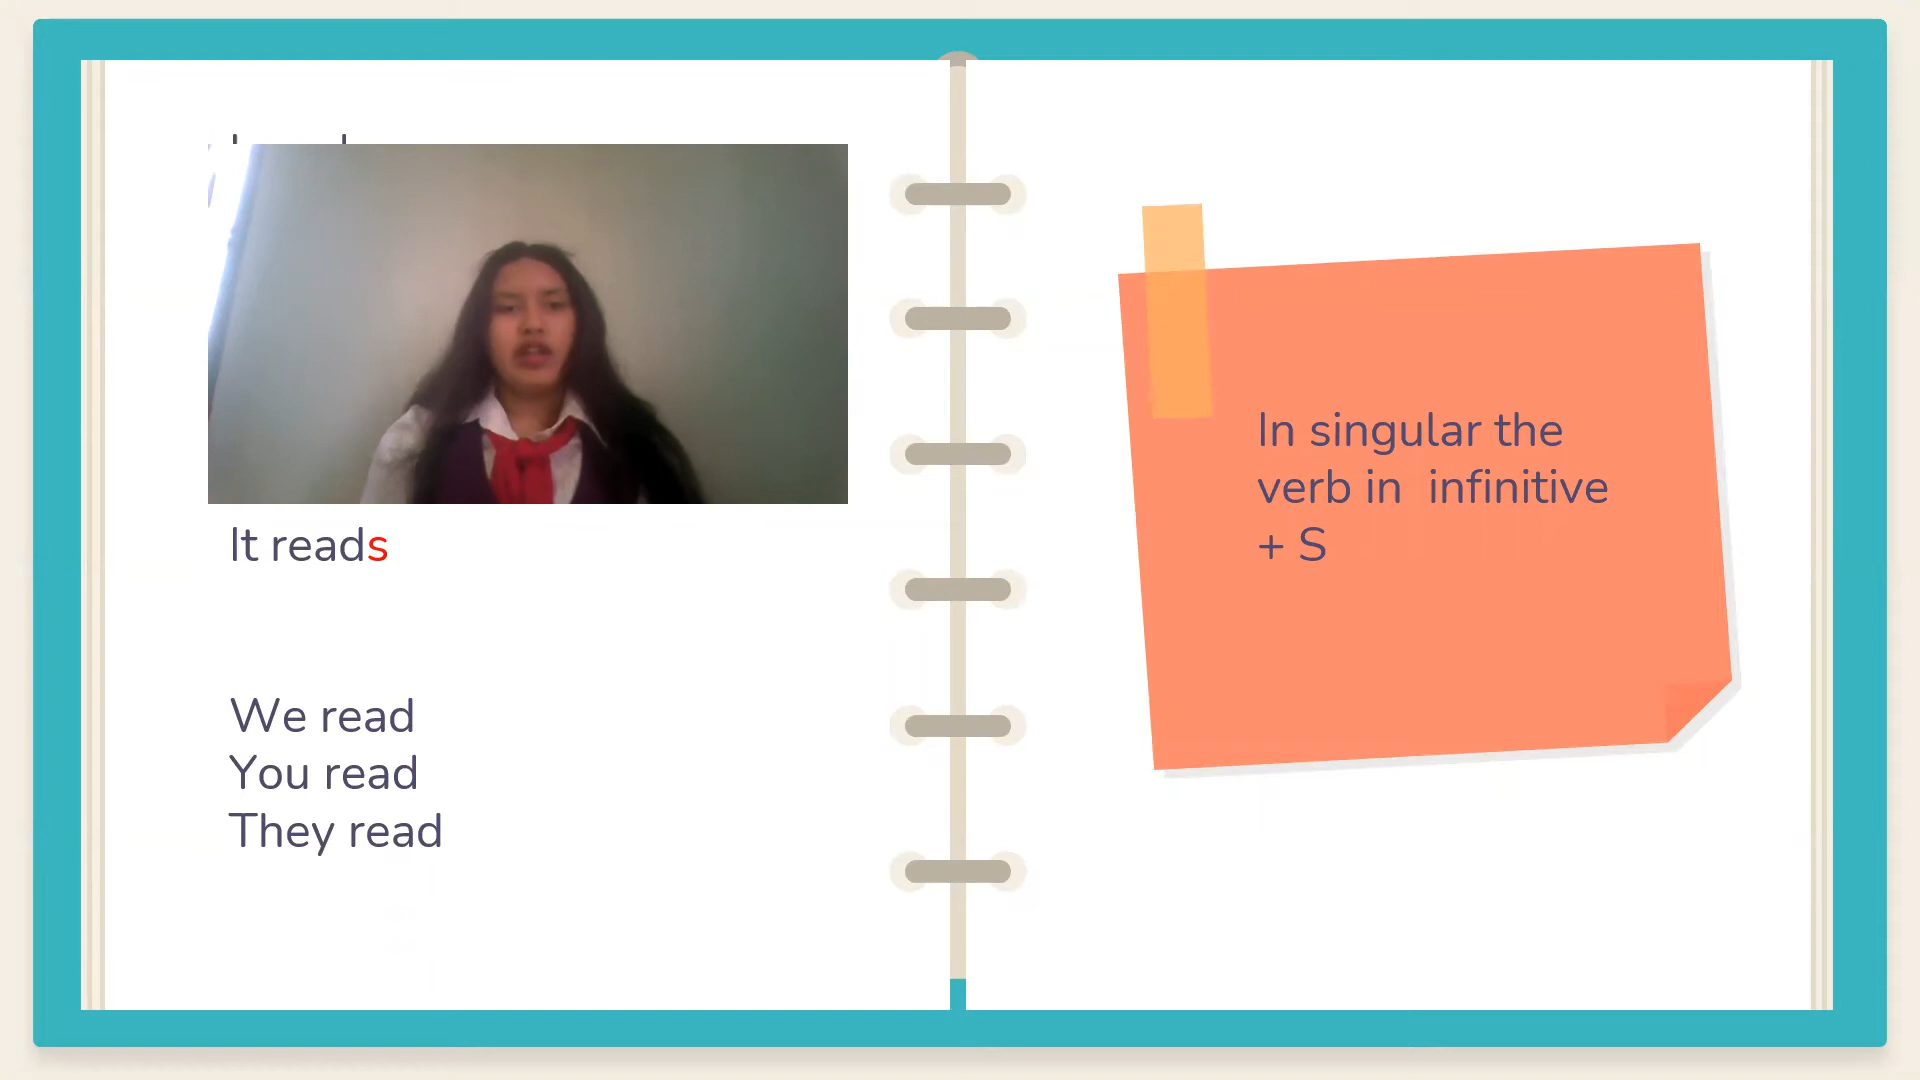 It reads
We read
You read
They read
In singular the
verb in infinitive
+ S